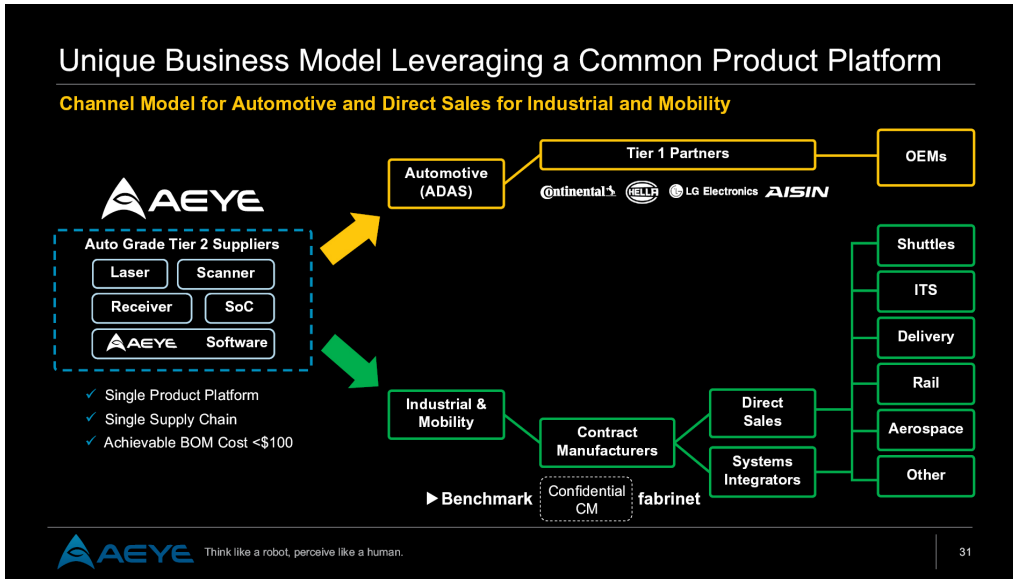 Unique Business Model Leveraging a Common Product Platform
Channel Model for Automotive and Direct Sales for Industrial and Mobility
AEYE
Auto Grade Tier 2 Suppliers
Laser
Scanner
Receiver
SoC
AEYE Software
✓ Single Product Platform
✓ Single Supply Chain
✓ Achievable BOM Cost <$100
Automotive
(ADAS)
Tier 1 Partners
Continental
HELLA
LG Electronics
AISIN
OEMs
Industrial &
Mobility
Contract
Manufacturers
Benchmark
Confidential
CM
fabrinet
Direct
Sales
Systems
Integrators
Shuttles
ITS
Delivery
Rail
Aerospace
Other
AEYE
Think like a robot, perceive like a human.
31